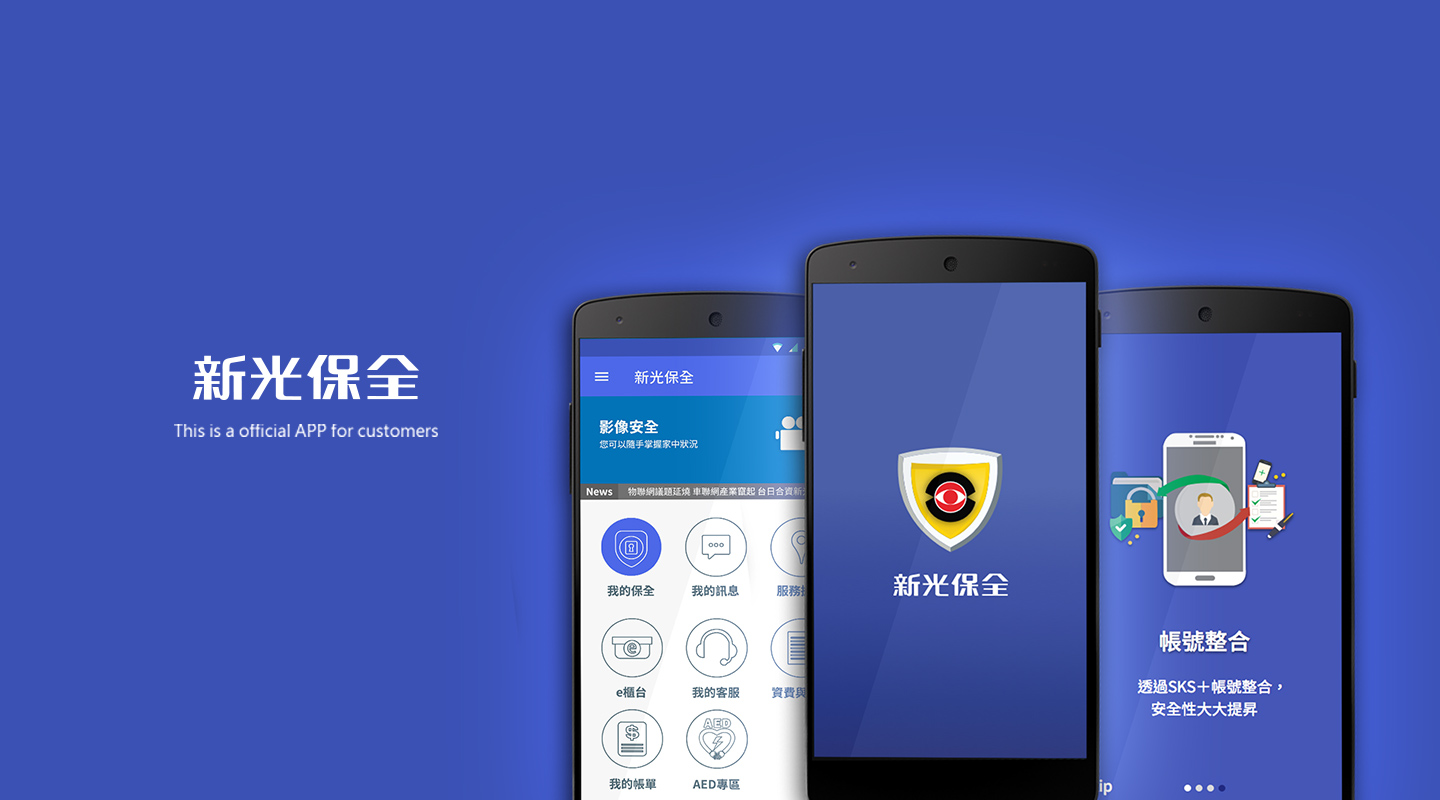 新光保全
This is a official APP for customers
新光保全
影像安全
您可以隨手掌握家中狀況
News 物聯網議題延燒 車聯網產業竄起 台日合資新
我的保全
我的訊息
服務
e櫃台
我的客服
資費與
我的帳單
AED
AED專區
新光保全
帳號整合
透過SKS＋帳號整合，
安全性大大提昇
ip